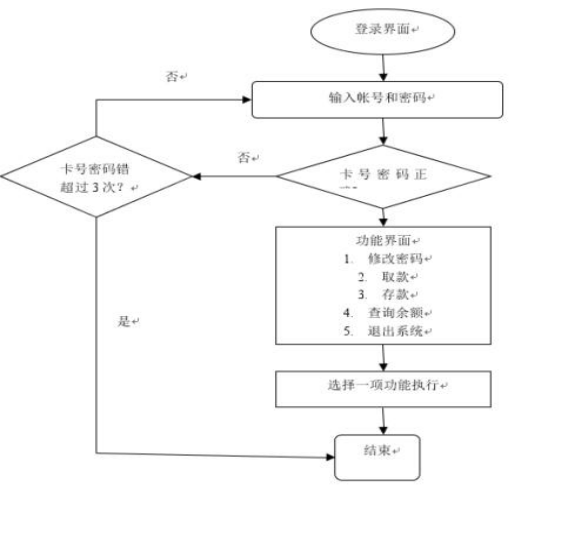 登录界面
否
输入帐号和密码
否
卡号密码错
超过3次？
卡号密码正
功能界面
1. 修改密码
2. 取款
3. 存款
4. 查询余额
5. 退出系统
是
选择一项功能执行
结束